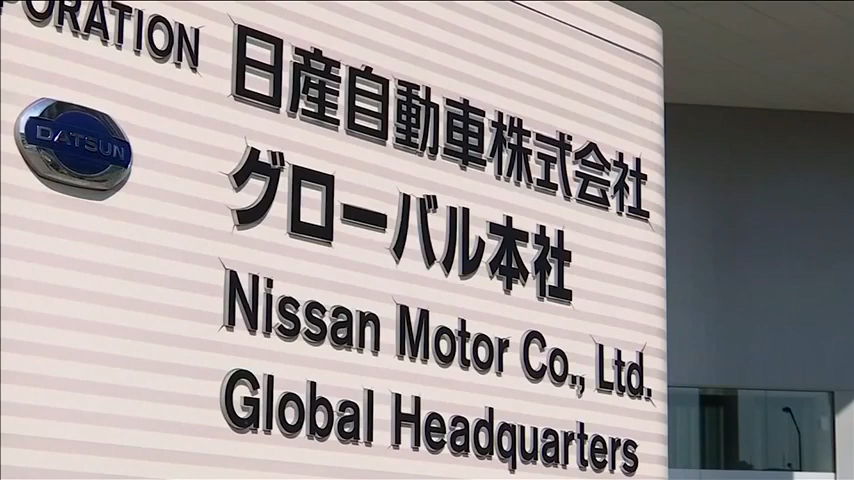 PORATION
DATSUN
日産自動車株式会社
グローバル本社
Nissan Motor Co., Ltd.
Global Headquarters